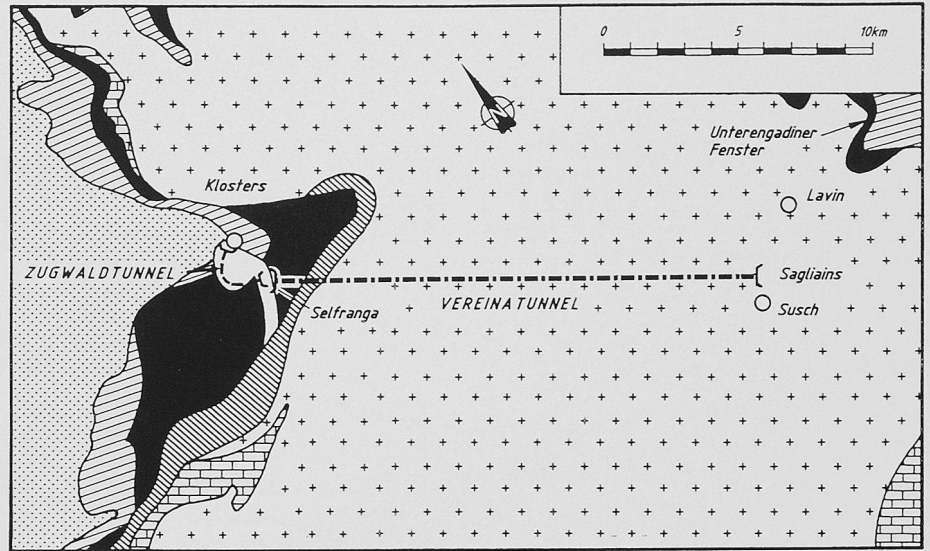 0 5 10km
N
Unterengadiner
Fenster
Klosters
Lavin
ZUGWALDTUNNEL
Sagliains
VEREINATUNNEL
Selfranga
Susch